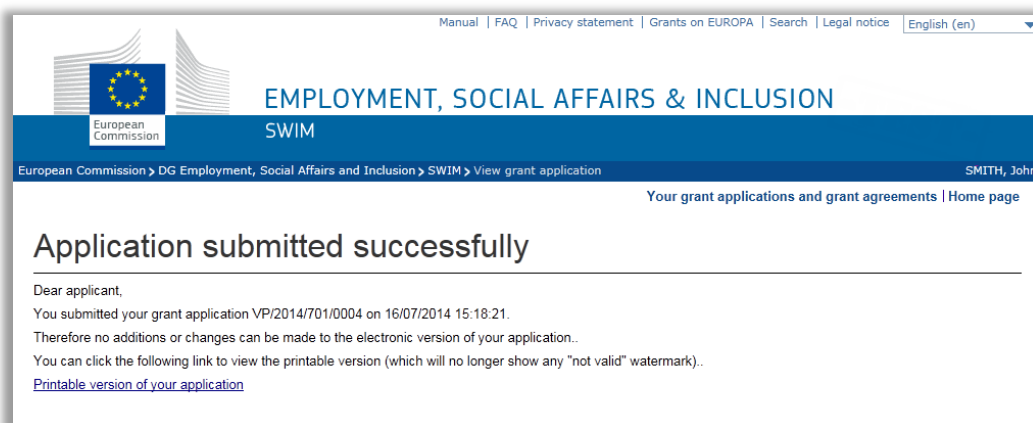 Manual | FAQ | Privacy statement | Grants on EUROPA | Search | Legal notice English (en)
EMPLOYMENT, SOCIAL AFFAIRS & INCLUSION
European
Commission
SWIM
European Commission > DG Employment, Social Affairs and Inclusion > SWIM > View grant application SMITH, John
Your grant applications and grant agreements | Home page
Application submitted successfully
Dear applicant,
You submitted your grant application VP/2014/701/0004 on 16/07/2014 15:18:21.
Therefore no additions or changes can be made to the electronic version of your application..
You can click the following link to view the printable version (which will no longer show any "not valid" watermark)..
Printable version of your application